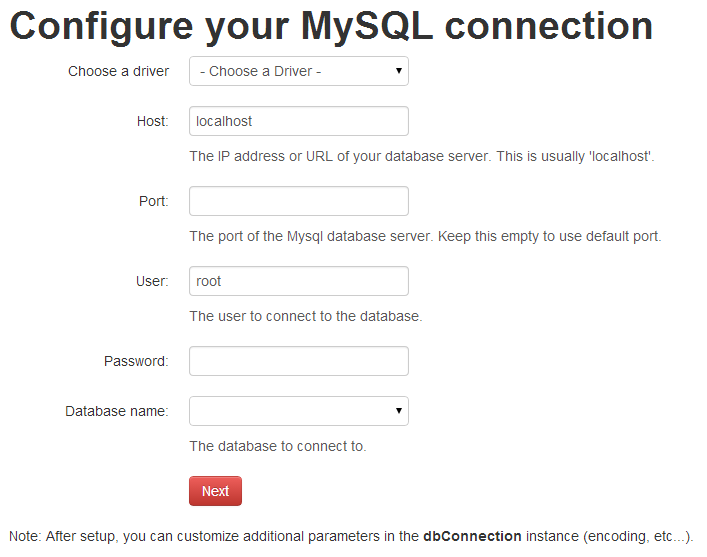 Configure your MySQL connection
Choose a driver - Choose a Driver -
Host: localhost
The IP address or URL of your database server. This is usually 'localhost'.
Port:
The port of the Mysql database server. Keep this empty to use default port.
User: root
The user to connect to the database.
Password:
Database name:
The database to connect to.
Next
Note: After setup, you can customize additional parameters in the dbConnection instance (encoding, etc...).